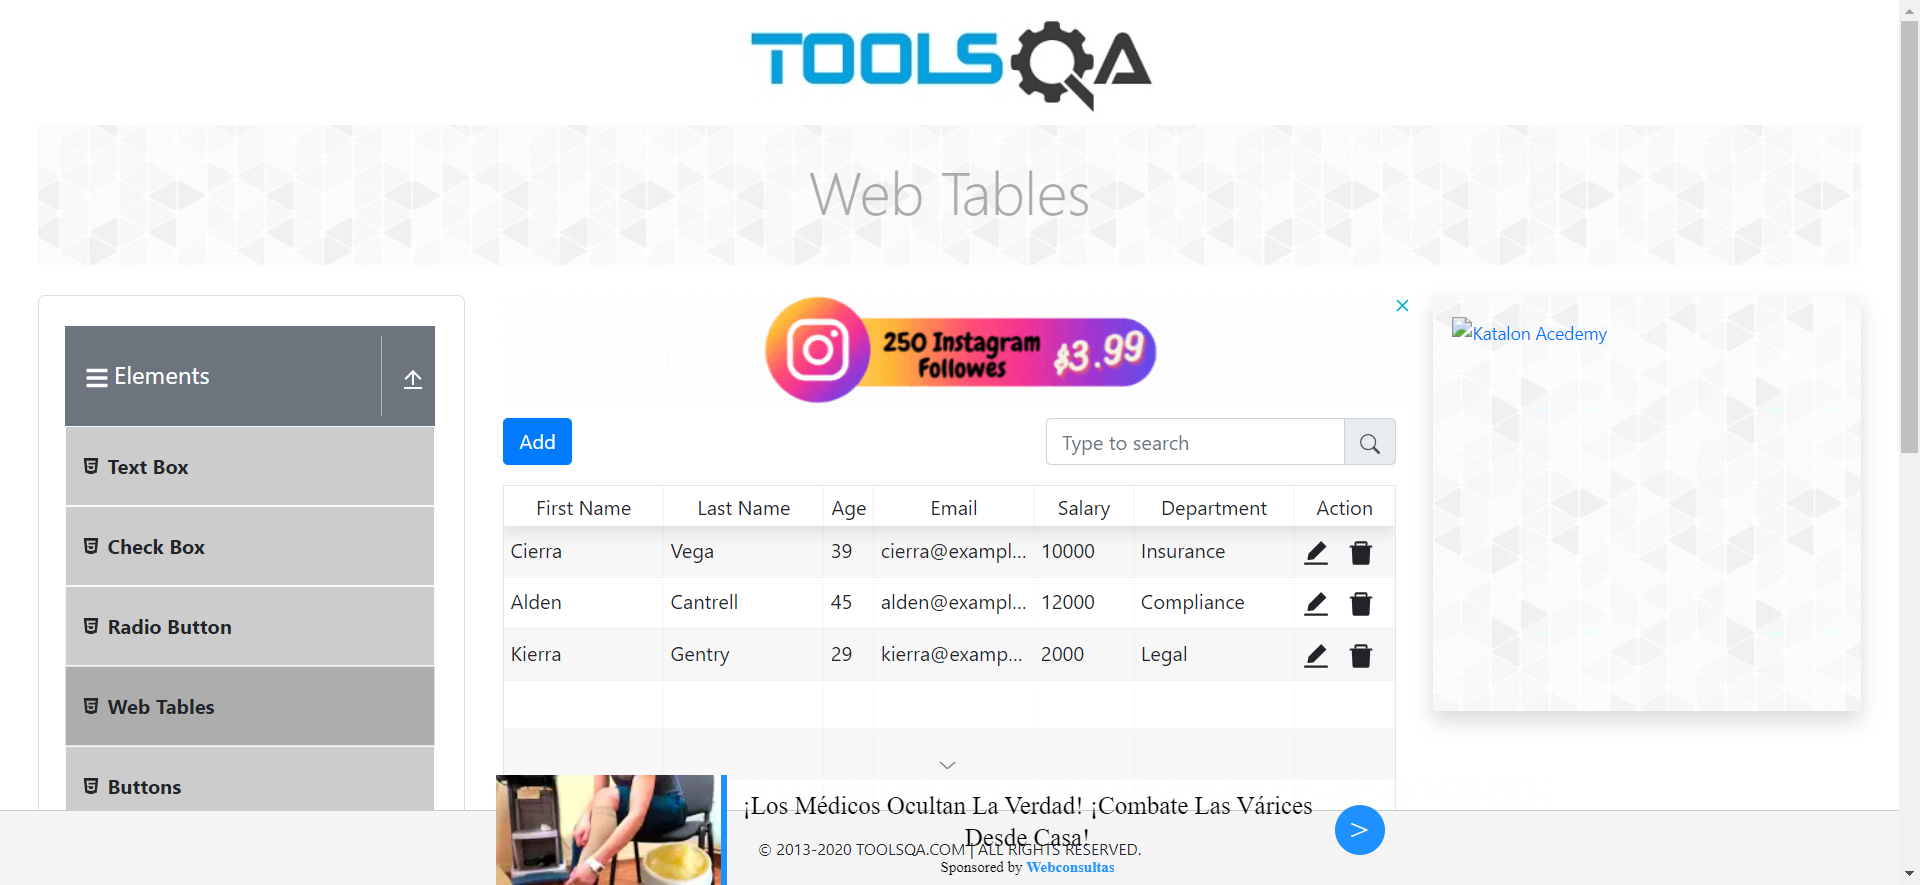 TOOLSQA
Web Tables
Elements
Text Box
Check Box
Radio Button
Web Tables
Buttons
250 Instagram
Followes
$3.99
Add
Type to search
First Name Last Name Age Email Salary Department Action
Cierra Vega 39 cierra@exampl... 10000 Insurance
Alden Cantrell 45 alden@exampl... 12000 Compliance
Kierra Gentry 29 kierra@examp... 2000 Legal
Katalon Acedemy
¡Los Médicos Ocultan La Verdad! ¡Combate Las Várices
Desde Casa!
© 2013-2020 TOOLSQA.COM | ALL RIGHTS RESERVED.
Sponsored by Webconsultas